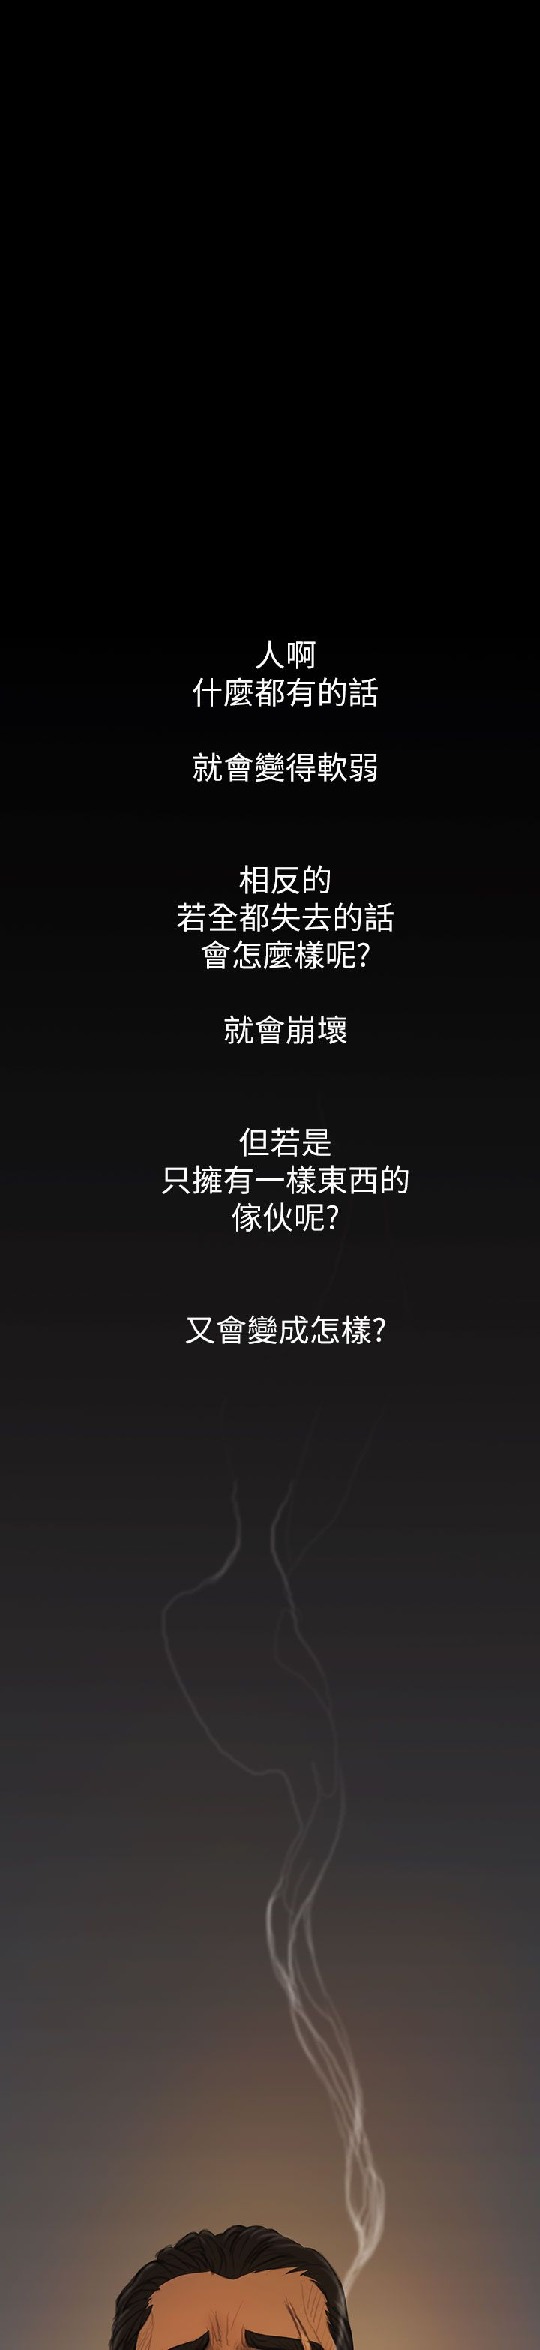 人啊
什麼都有的話
就會變得軟弱
相反的
若全都失去的話
會怎麼樣呢?
就會崩壞
但若是
只擁有一樣東西的
傢伙呢?
又會變成怎樣?